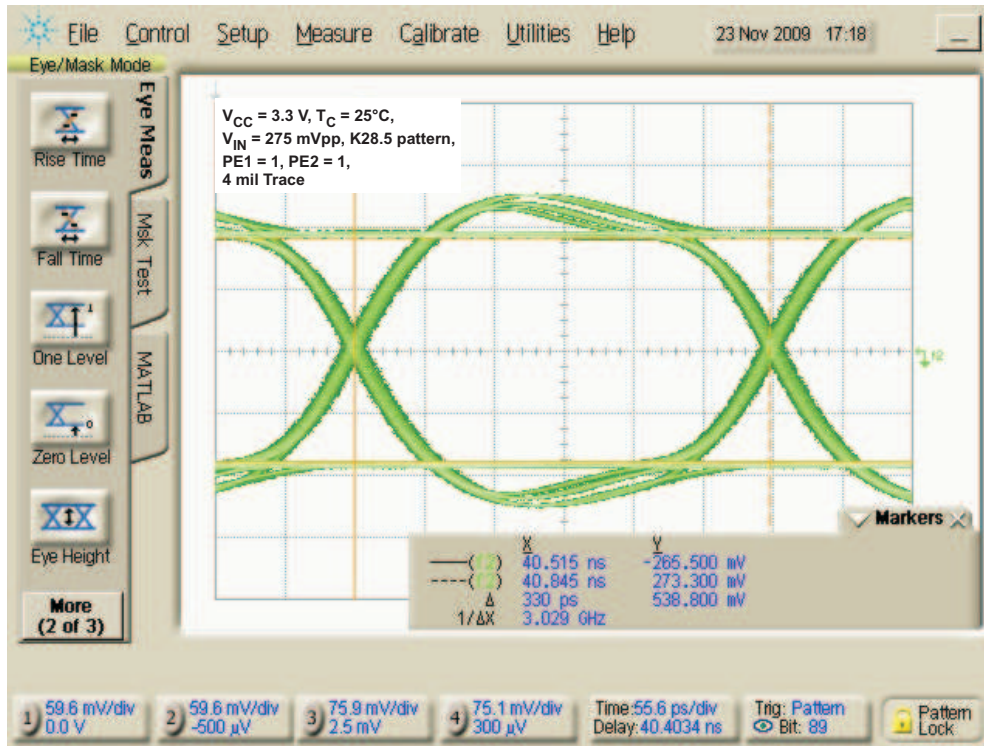 File Control Setup Measure Calibrate Utilities Help 23 Nov 2009 17:18
Eye/Mask Mode
Eye Meas
Msk Test
MATLAB
Rise Time
Fall Time
One Level
Zero Level
Eye Height
More
(2 of 3)
VCC = 3.3 V, TC = 25°C,
VIN = 275 mVpp, K28.5 pattern,
PE1 = 1, PE2 = 1,
4 mil Trace
Markers
X Y
40.515 ns -265.500 mV
40.845 ns 273.300 mV
Δ 330 ps 538.800 mV
1/ΔX 3.029 GHz
1 59.6 mV/div
0.0 V
2 59.6 mV/div
-500 µV
3 75.9 mV/div
2.5 mV
4 75.1 mV/div
300 µV
Time:55.6 ps/div
Delay:40.4034 ns
Trig: Pattern
Bit: 89
Pattern
Lock